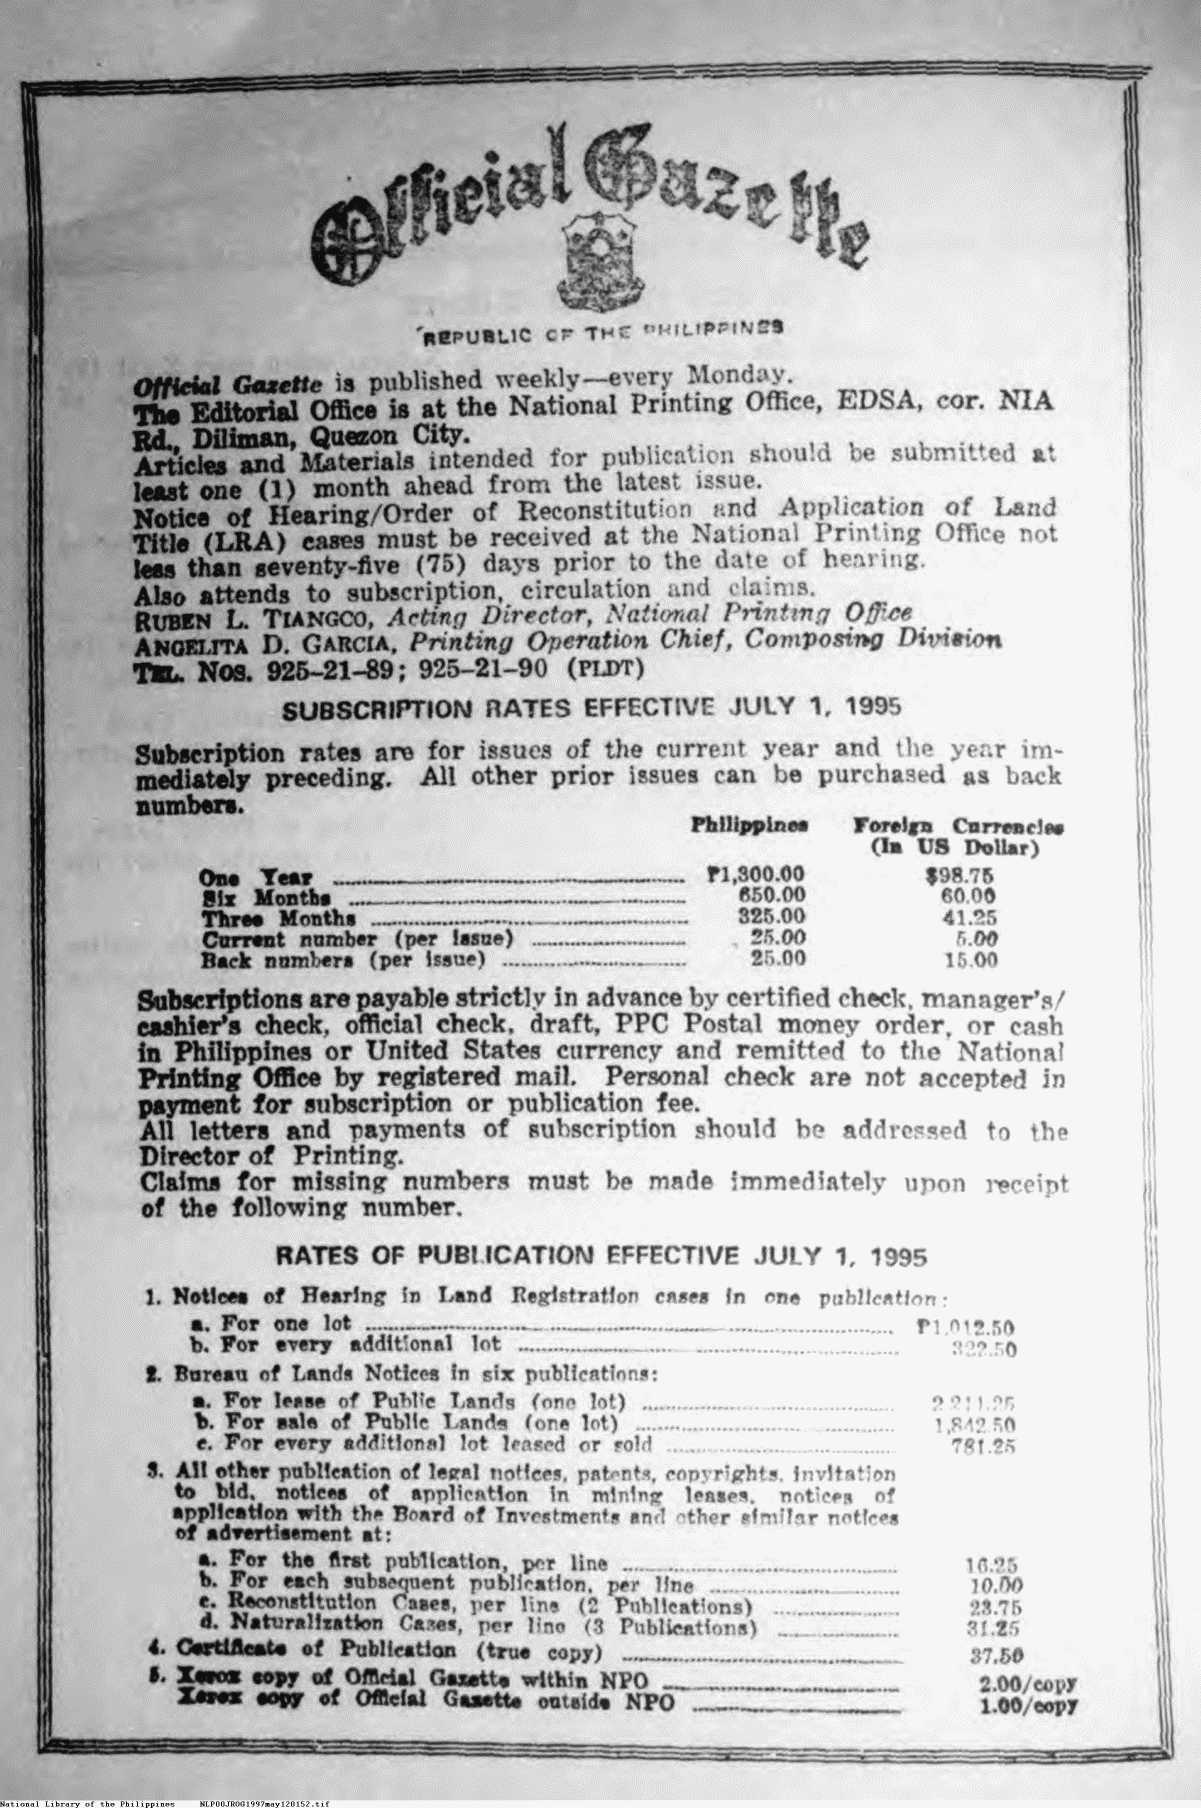 Official Gazette
REPUBLIC OF THE PHILIPPINES
Official Gazette is published weekly—every Monday.
The Editorial Office is at the National Printing Office, EDSA, cor. NIA
Rd., Diliman, Quezon City.
Articles and Materials intended for publication should be submitted at
least one (1) month ahead from the latest issue.
Notice of Hearing/Order of Reconstitution and Application of Land
Title (LRA) cases must be received at the National Printing Office not
less than seventy-five (75) days prior to the date of hearing.
Also attends to subscription, circulation and claims.
RUBEN L. TIANGCO, Acting Director, National Printing Office
ANGELITA D. GARCIA, Printing Operation Chief, Composing Division
TEL. NOS. 925-21-89; 925-21-90 (PLDT)
SUBSCRIPTION RATES EFFECTIVE JULY 1, 1995
Subscription rates are for issues of the current year and the year im-
mediately preceding. All other prior issues can be purchased as back
numbers.
Philippines Foreign Currencies
(In US Dollar)
One Year ₱1,300.00 $98.75
Six Months 650.00 60.00
Three Months 325.00 41.25
Current number (per issue) 25.00 5.00
Back numbers (per issue) 25.00 15.00
Subscriptions are payable strictly in advance by certified check, manager's/
cashier's check, official check, draft, PPC Postal money order, or cash
in Philippines or United States currency and remitted to the National
Printing Office by registered mail. Personal check are not accepted in
payment for subscription or publication fee.
All letters and payments of subscription should be addressed to the
Director of Printing.
Claims for missing numbers must be made immediately upon receipt
of the following number.
RATES OF PUBLICATION EFFECTIVE JULY 1, 1995
1. Notices of Hearing in Land Registration cases in one publication:
a. For one lot ₱1,012.50
b. For every additional lot 322.50
2. Bureau of Lands Notices in six publications:
a. For lease of Public Lands (one lot) 2,211.25
b. For sale of Public Lands (one lot) 1,842.50
c. For every additional lot leased or sold 781.25
3. All other publication of legal notices, patents, copyrights, invitation
to bid, notices of application in mining leases, notices of
application with the Board of Investments and other similar notices
of advertisement at:
a. For the first publication, per line 16.25
b. For each subsequent publication, per line 10.00
c. Reconstitution Cases, per line (2 Publications) 23.75
d. Naturalization Cases, per line (3 Publications) 31.25
4. Certificate of Publication (true copy) 37.50
5. Xerox copy of Official Gazette within NPO 2.00/copy
Xerox copy of Official Gazette outside NPO 1.00/copy
National Library of the Philippines NLPOOJROG1997may120152.tif